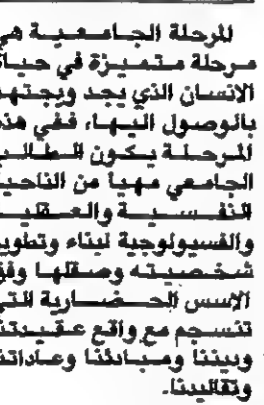 المرحلة الجامعية هي
مرحلة متميزة في حياة
الانسان الذي يجد ويجتهد
بالوصول اليها، ففي هذه
المرحلة يكون الطالب
الجامعي مهيأ من الناحية
النفسية والعقلية
والفسيولوجية لبناء وتطوير
شخصيته وصقلها وفق
الاسس الحضارية التي
تنسجم مع واقع عقيدتنا
وديننا ومبادئنا وعاداتنا
وتقاليدنا.